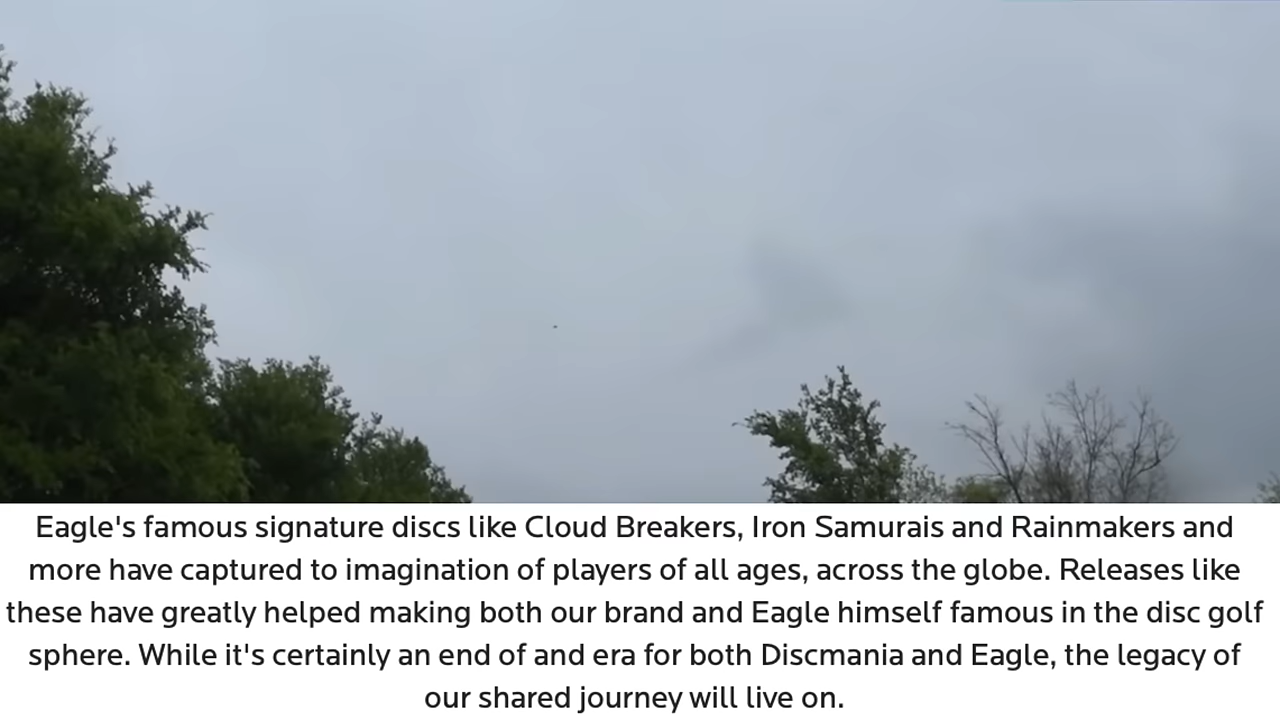 Eagle's famous signature discs like Cloud Breakers, Iron Samurais and Rainmakers and
more have captured to imagination of players of all ages, across the globe. Releases like
these have greatly helped making both our brand and Eagle himself famous in the disc golf
sphere. While it's certainly an end of and era for both Discmania and Eagle, the legacy of
our shared journey will live on.